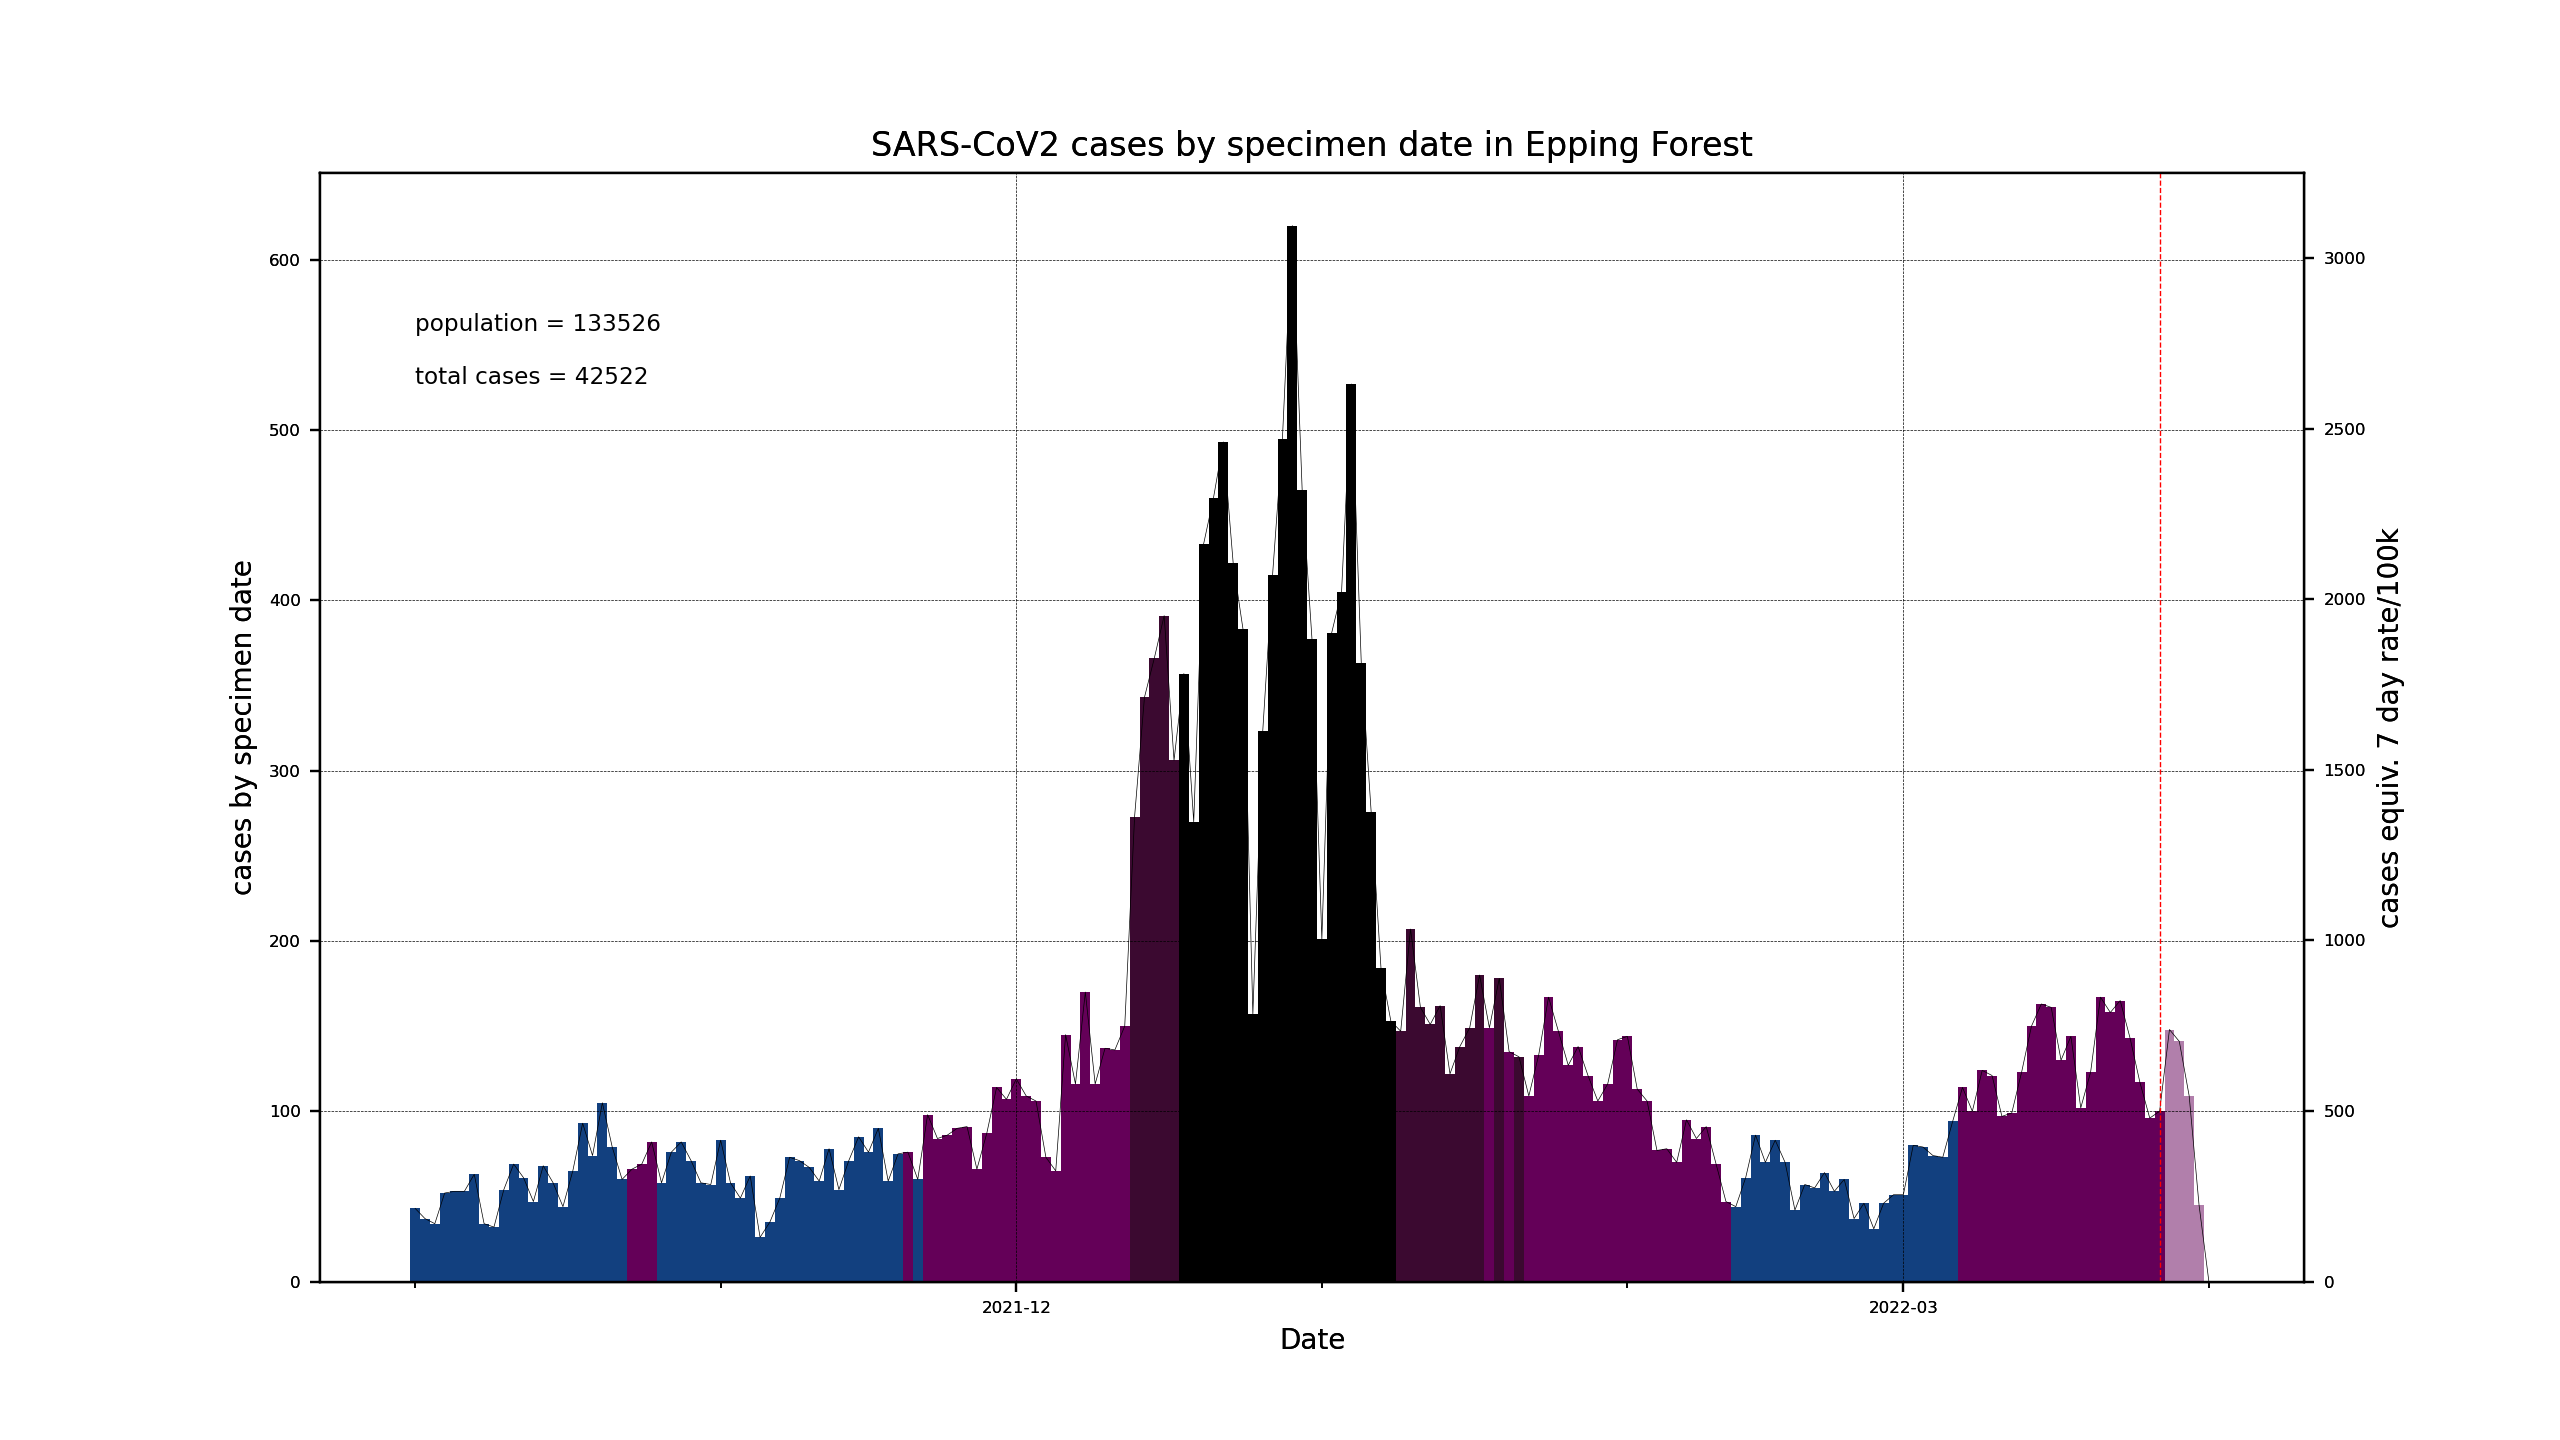 SARS-CoV2 cases by specimen date in Epping Forest
population = 133526
total cases = 42522
cases by specimen date
600
500
400
300
200
100
0
3000
2500
2000
1500
1000
500
0
cases equiv. 7 day rate/100k
2021-12
2022-03
Date